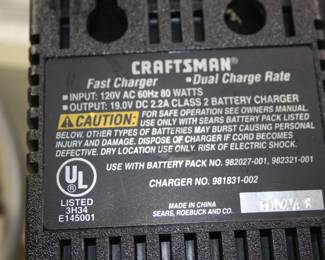 CRAFTSMAN®
Fast Charger ▪ Dual Charge Rate
▪ INPUT: 120V AC 60Hz 80 WATTS
▪ OUTPUT: 19.0V DC 2.2A CLASS 2 BATTERY CHARGER
CAUTION: FOR SAFE OPERATION SEE OWNERS MANUAL.
USE ONLY WITH SEARS BATTERY PACK LISTED
BELOW. OTHER TYPES OF BATTERIES MAY BURST CAUSING PERSONAL
INJURY AND DAMAGE. DISPOSE OF CHARGER IF CORD BECOMES
DEFECTIVE. DRY LOCATION USE ONLY. RISK OF ELECTRIC SHOCK.
USE WITH BATTERY PACK NO. 982027-001, 982321-001
CHARGER NO. 981831-002
UL
LISTED
3H34
E145001
MADE IN CHINA
SEARS, ROEBUCK AND CO.